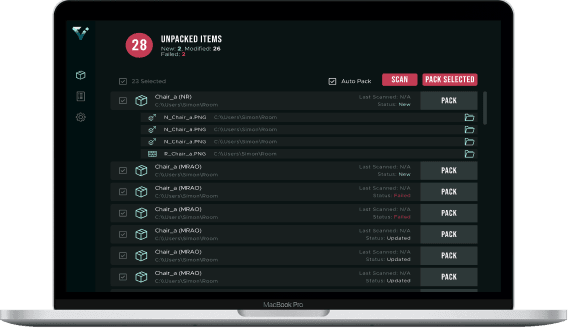 28
UNPACKED ITEMS
New: 2, Modified: 26
Failed: 2
23 Selected
Auto Pack
SCAN
PACK SELECTED
Chair_a (NR)
C:\Users\Simon\Room
Last Scanned: N/A
Status: New
PACK
N_Chair_a.PNG C:\Users\Simon\Room
N_Chair_a.PNG C:\Users\Simon\Room
N_Chair_a.PNG C:\Users\Simon\Room
R_Chair_a.PNG C:\Users\Simon\Room
Chair_a (MRAO)
C:\Users\Simon\Room
Last Scanned: N/A
Status: New
PACK
Chair_a (MRAO)
C:\Users\Simon\Room
Last Scanned: N/A
Status: Failed
PACK
Chair_a (MRAO)
C:\Users\Simon\Room
Last Scanned: N/A
Status: Failed
PACK
Chair_a (MRAO)
C:\Users\Simon\Room
Last Scanned: N/A
Status: Updated
PACK
Chair_a (MRAO)
C:\Users\Simon\Room
Last Scanned: N/A
Status: Updated
PACK
Chair_a (MRAO)
C:\Users\Simon\Room
Last Scanned: N/A
Status: Updated
PACK
MacBook Pro